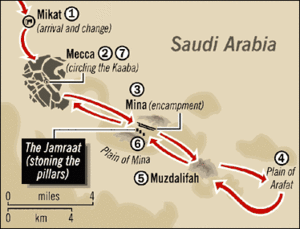 Mikat ①
(arrival and change)
Saudi Arabia
Mecca ② ⑦
(circling the Kaaba)
③
Mina (encampment)
The Jamraat
(stoning the
pillars)
⑥
Plain of Mina
⑤ Muzdalifah
④
Plain of
Arafat
0 miles 4
0 km 4